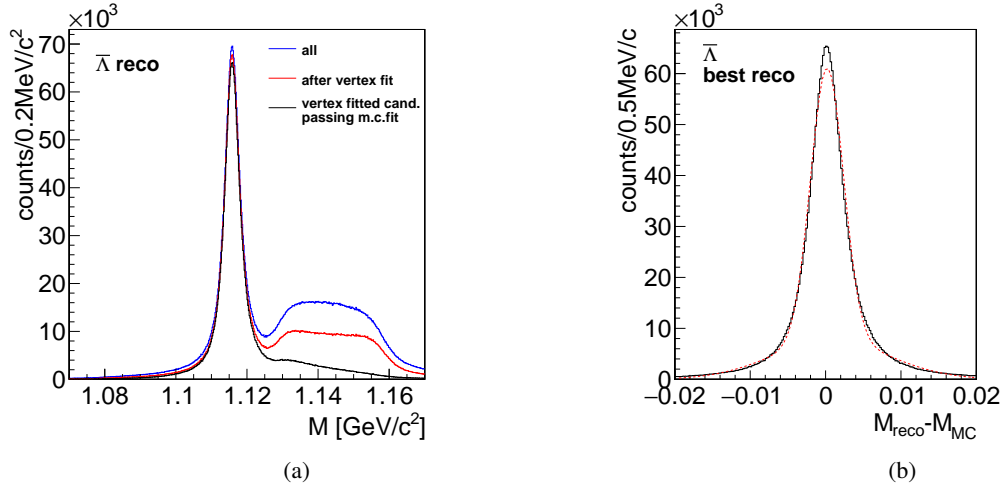 ×10³
counts/0.2MeV/c²
70
60
50
40
30
20
10
0
Λ̅ reco
all
after vertex fit
vertex fitted cand.
passing m.c.fit
1.08 1.1 1.12 1.14 1.16
M [GeV/c²]
(a)
×10³
counts/0.5MeV/c
60
50
40
30
20
10
0
Λ̅
best reco
−0.02 −0.01 0 0.01 0.02
M_reco-M_MC
(b)